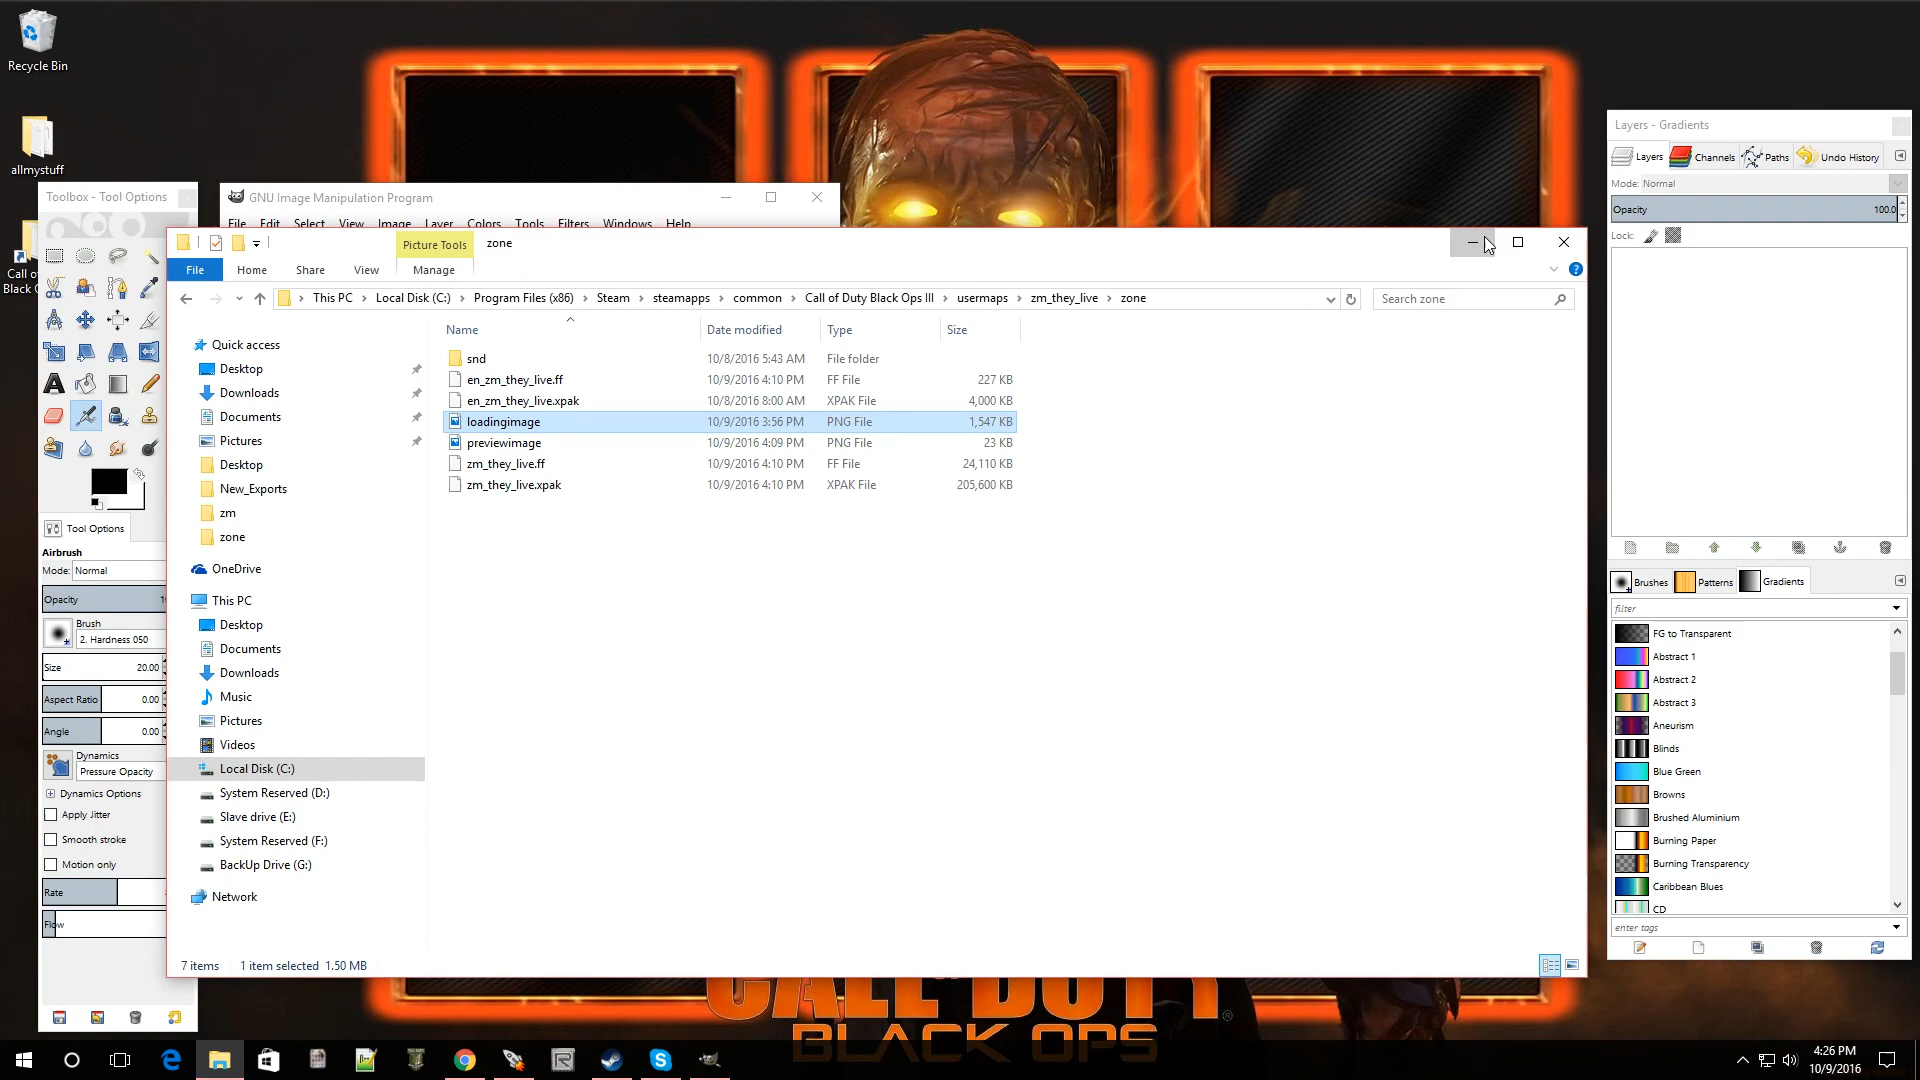 Recycle Bin
allmystuff
Call of
Black O
Toolbox - Tool Options
GNU Image Manipulation Program
File Edit Select View Image Layer Colors Tools Filters Windows Help
Picture Tools
zone
File Home Share View Manage
This PC Local Disk (C:) Program Files (x86) Steam steamapps common Call of Duty Black Ops III usermaps zm_they_live zone
Search zone
Quick access
Desktop
Downloads
Documents
Pictures
Desktop
New_Exports
zm
zone
OneDrive
This PC
Desktop
Documents
Downloads
Music
Pictures
Videos
Local Disk (C:)
System Reserved (D:)
Slave drive (E:)
System Reserved (F:)
BackUp Drive (G:)
Network
Name Date modified Type Size
snd 10/8/2016 5:43 AM File folder
en_zm_they_live.ff 10/9/2016 4:10 PM FF File 227 KB
en_zm_they_live.xpak 10/8/2016 8:00 AM XPAK File 4,000 KB
loadingimage 10/9/2016 3:56 PM PNG File 1,547 KB
previewimage 10/9/2016 4:09 PM PNG File 23 KB
zm_they_live.ff 10/9/2016 4:10 PM FF File 24,110 KB
zm_they_live.xpak 10/9/2016 4:10 PM XPAK File 205,600 KB
7 items 1 item selected 1.50 MB
Tool Options
Airbrush
Mode: Normal
Opacity
Brush
2. Hardness 050
Size 20.00
Aspect Ratio 0.00
Angle 0.00
Dynamics
Pressure Opacity
Dynamics Options
Apply Jitter
Smooth stroke
Motion only
Rate
Flow
Layers - Gradients
Layers Channels Paths Undo History
Mode: Normal
Opacity 100.0
Lock:
Brushes Patterns Gradients
filter
FG to Transparent
Abstract 1
Abstract 2
Abstract 3
Aneurism
Blinds
Blue Green
Browns
Brushed Aluminium
Burning Paper
Burning Transparency
Caribbean Blues
CD
enter tags
CALL OF DUTY®
BLACK OPS
4:26 PM
10/9/2016